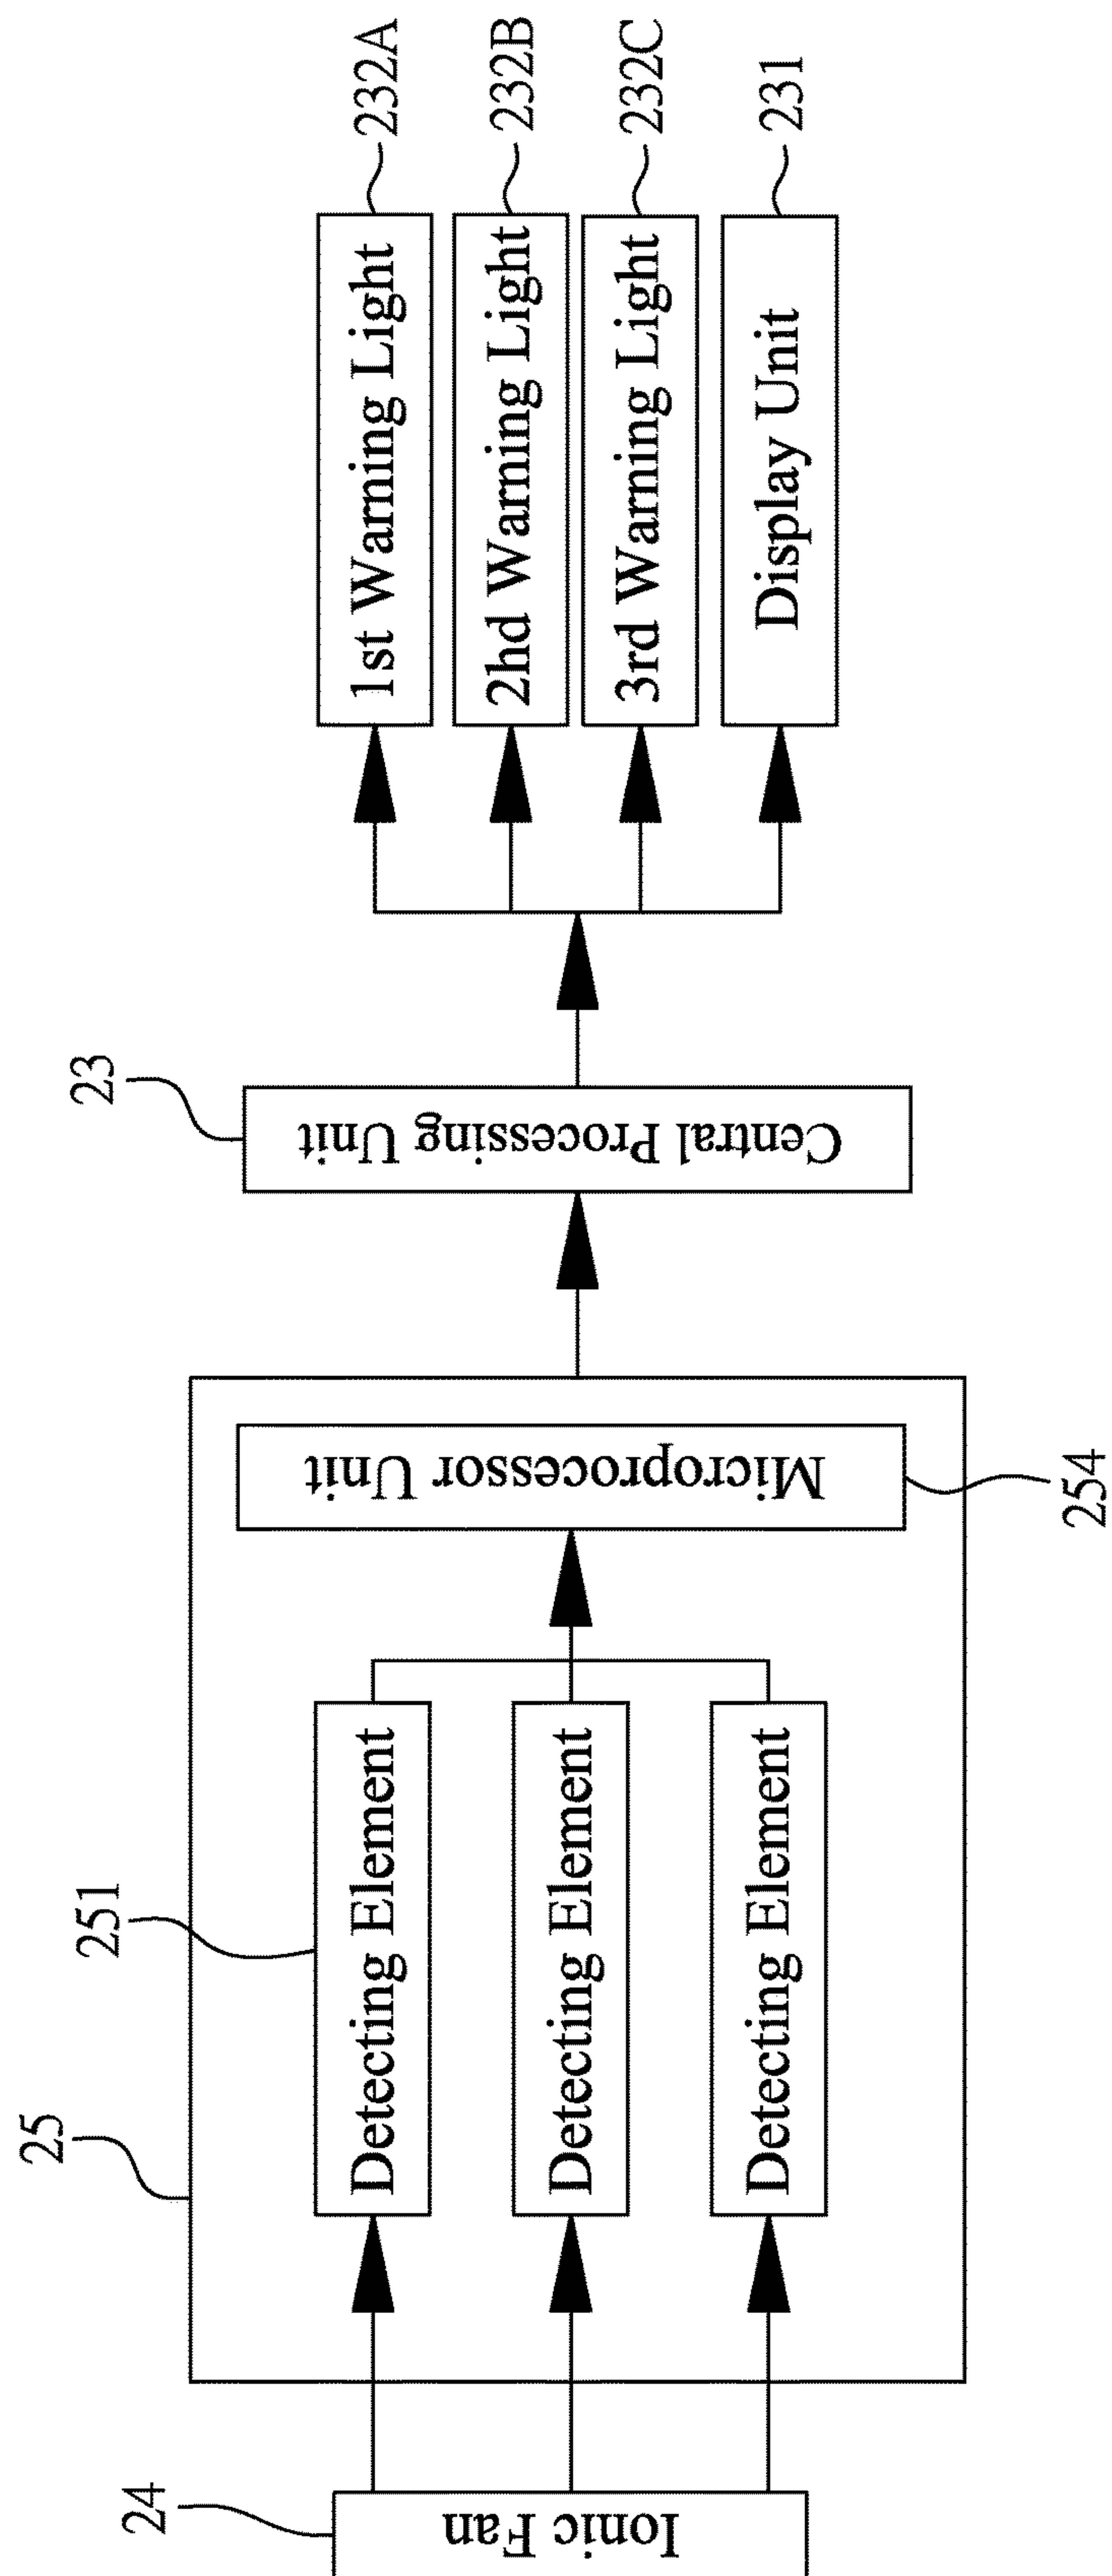 24
Ionic Fan
25
251
Detecting Element
Detecting Element
Detecting Element
Microprocessor Unit
254
23
Central Processing Unit
1st Warning Light
232A
2hd Warning Light
232B
3rd Warning Light
232C
Display Unit
231